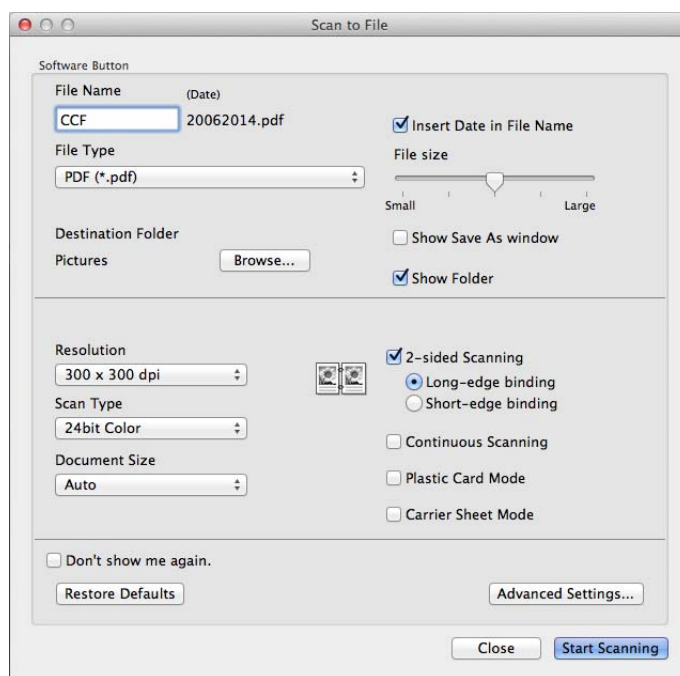 Scan to File
Software Button
File Name
(Date)
CCF
20062014.pdf
Insert Date in File Name
File Type
File size
PDF (*.pdf)
Small
Large
Destination Folder
Show Save As window
Pictures
Browse...
Show Folder
Resolution
2-sided Scanning
300 x 300 dpi
Long-edge binding
Scan Type
Short-edge binding
24bit Color
Continuous Scanning
Document Size
Plastic Card Mode
Auto
Carrier Sheet Mode
Don't show me again.
Restore Defaults
Advanced Settings...
Close
Start Scanning